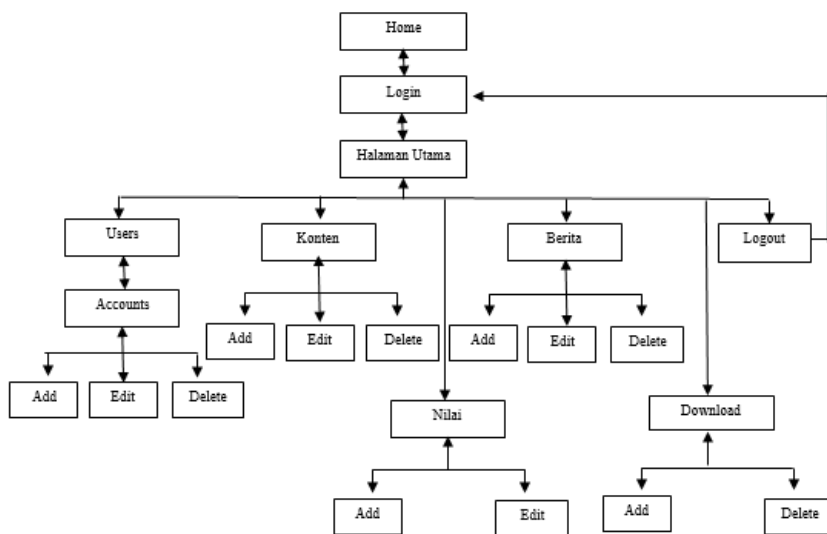 Home
Login
Halaman Utama
Users
Konten
Berita
Logout
Accounts
Add
Edit
Delete
Add
Edit
Delete
Add
Edit
Delete
Nilai
Download
Add
Edit
Add
Delete